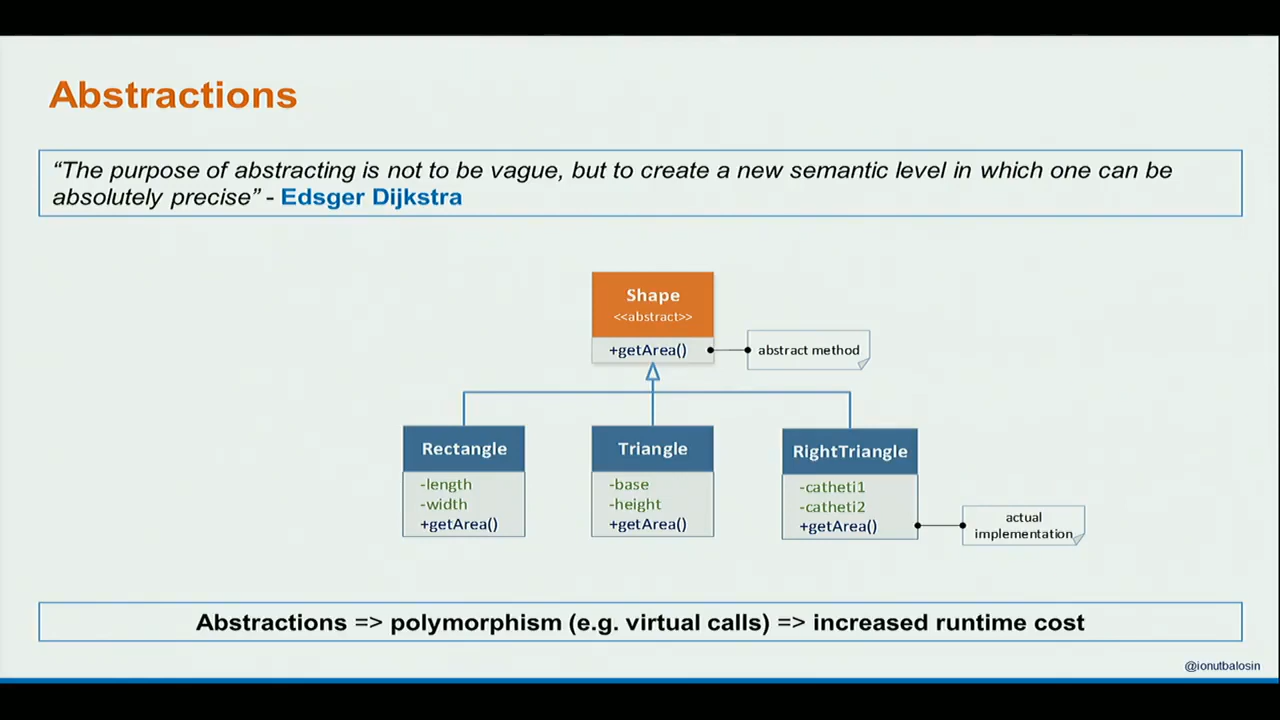 Abstractions
“The purpose of abstracting is not to be vague, but to create a new semantic level in which one can be
absolutely precise” - Edsger Dijkstra
Shape
<<abstract>>
+getArea()
abstract method
Rectangle
-length
-width
+getArea()
Triangle
-base
-height
+getArea()
RightTriangle
-catheti1
-catheti2
+getArea()
actual
implementation
Abstractions => polymorphism (e.g. virtual calls) => increased runtime cost
@ionutbalosin